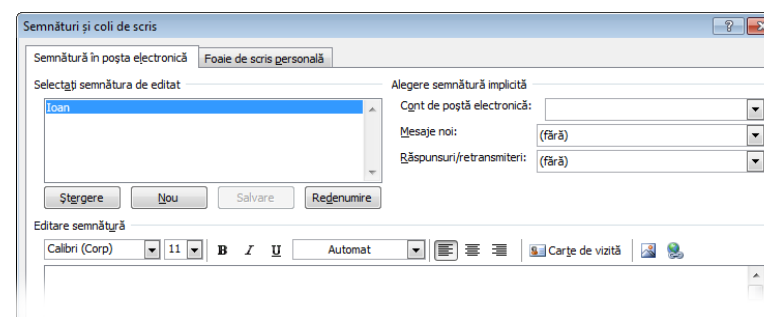 Semnături și coli de scris
Semnătură în poșta electronică Foaie de scris personală
Selectați semnătura de editat
Ioan
Ștergere Nou Salvare Redenumire
Alegere semnătură implicită
Cont de poștă electronică:
Mesaje noi: (fără)
Răspunsuri/retransmiteri: (fără)
Editare semnătură
Calibri (Corp) 11 B I U Automat Carte de vizită